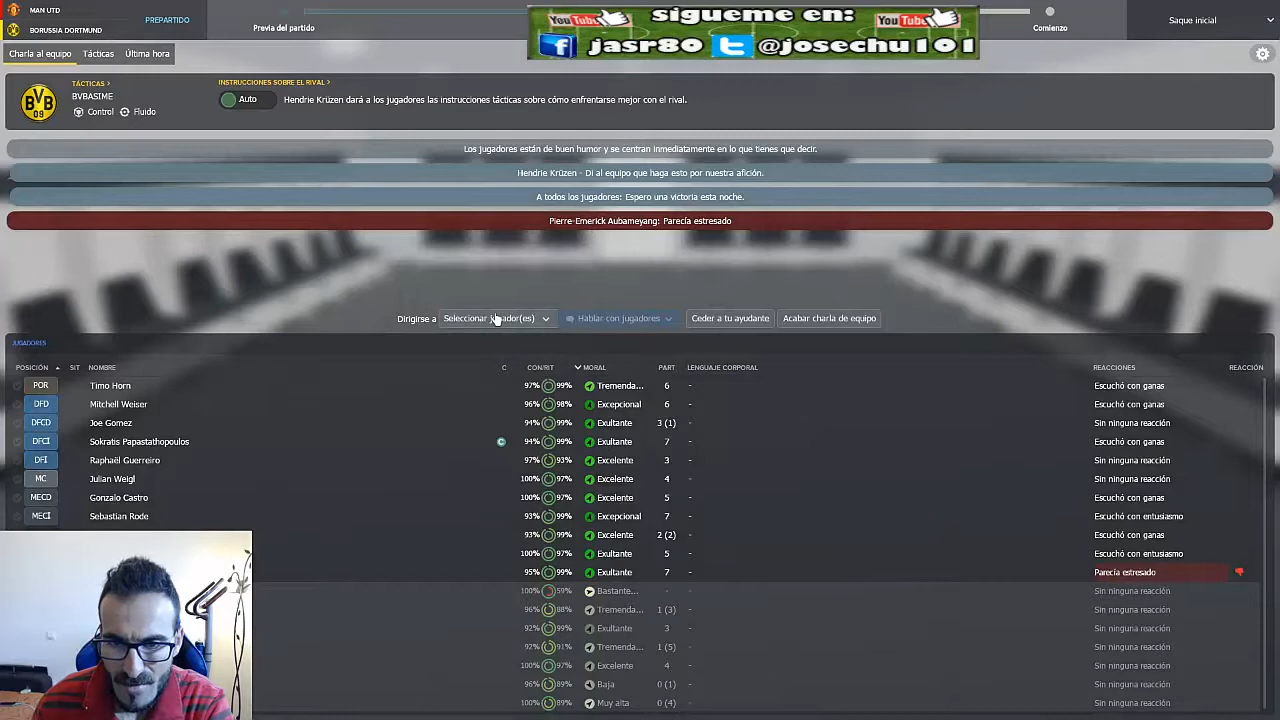 MAN UTD
BORUSSIA DORTMUND
PREPARTIDO
Previa del partido
YouTube sigueme en: YouTube
jasr80 @josechu101
Comienzo
Saque inicial
Charla al equipo Tácticas Última hora
TÁCTICAS >
BVBASIME
Control Fluido
INSTRUCCIONES SOBRE EL RIVAL >
Auto Hendrie Krüzen dará a los jugadores las instrucciones tácticas sobre cómo enfrentarse mejor con el rival.
BVB
09
Los jugadores están de buen humor y se centran inmediatamente en lo que tienes que decir.
Hendrie Krüzen - Di al equipo que haga esto por nuestra afición.
A todos los jugadores: Espero una victoria esta noche.
Pierre-Emerick Aubameyang: Parecía estresado
Dirigirse a Seleccionar jugador(es) Hablar con jugadores Ceder a tu ayudante Acabar charla de equipo
JUGADORES
POSICIÓN SIT NOMBRE C CON/RIT MORAL PART LENGUAJE CORPORAL REACCIONES REACCIÓN
POR Timo Horn 97% 99% Tremenda... 6 - Escuchó con ganas
DFD Mitchell Weiser 96% 98% Excepcional 6 - Escuchó con ganas
DFCD Joe Gomez 94% 99% Exultante 3 (1) - Sin ninguna reacción
DFCI Sokratis Papastathopoulos C 94% 99% Exultante 7 - Escuchó con ganas
DFI Raphaël Guerreiro 97% 93% Excelente 3 - Sin ninguna reacción
MC Julian Weigl 100% 97% Excelente 4 - Sin ninguna reacción
MECD Gonzalo Castro 100% 97% Excelente 5 - Escuchó con ganas
MECI Sebastian Rode 93% 99% Excepcional 7 - Escuchó con entusiasmo
93% 99% Excelente 2 (2) - Escuchó con ganas
100% 97% Exultante 5 - Escuchó con entusiasmo
95% 99% Exultante 7 - Parecía estresado
100% 59% Bastante... - - Sin ninguna reacción
96% 88% Tremenda... 1 (3) - Sin ninguna reacción
92% 99% Exultante 3 - Sin ninguna reacción
92% 91% Tremenda... 1 (5) - Sin ninguna reacción
100% 97% Excelente 4 - Sin ninguna reacción
96% 89% Baja 0 (1) - Sin ninguna reacción
100% 89% Muy alta 0 (4) - Sin ninguna reacción